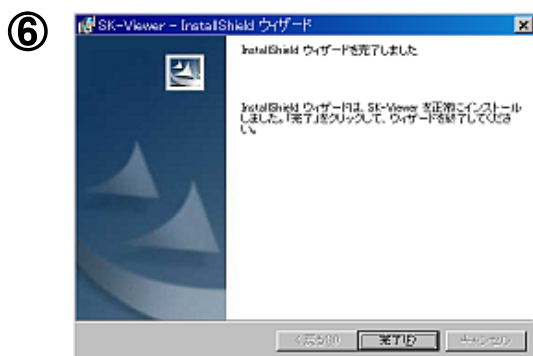 ⑥
SK-Viewer - InstallShield ウィザード
InstallShield ウィザードを完了しました
InstallShield ウィザードは、SK-Viewer を正常にインストール
しました。「完了」をクリックして、ウィザードを終了してくださ
い。
< 戻る(B)
完了(F)
キャンセル